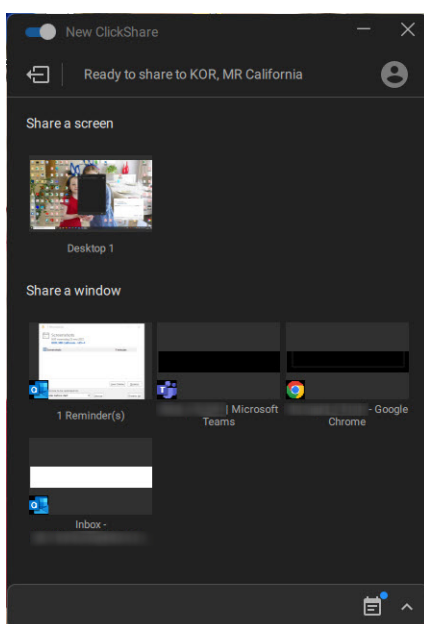 New ClickShare
Ready to share to KOR, MR California
Share a screen
Desktop 1
Share a window
1 Reminder(s)
| Microsoft
Teams
- Google
Chrome
Inbox -